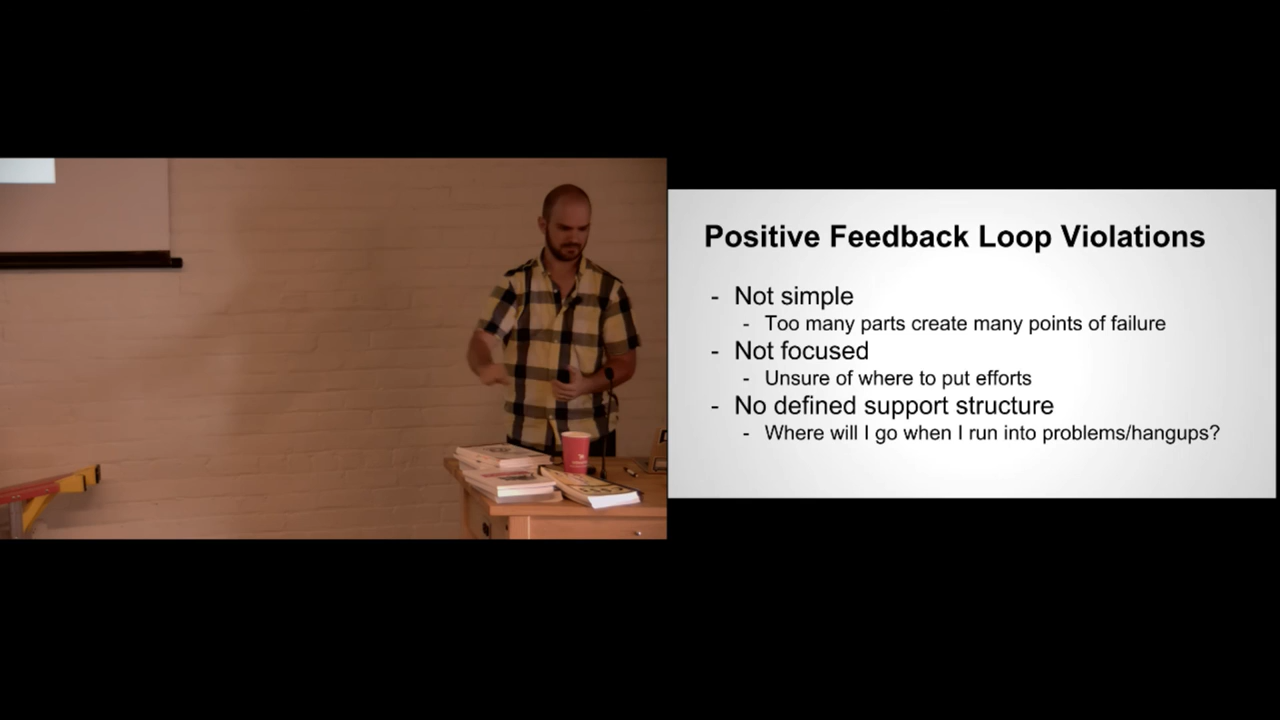 Positive Feedback Loop Violations
- Not simple
- Too many parts create many points of failure
- Not focused
- Unsure of where to put efforts
- No defined support structure
- Where will I go when I run into problems/hangups?